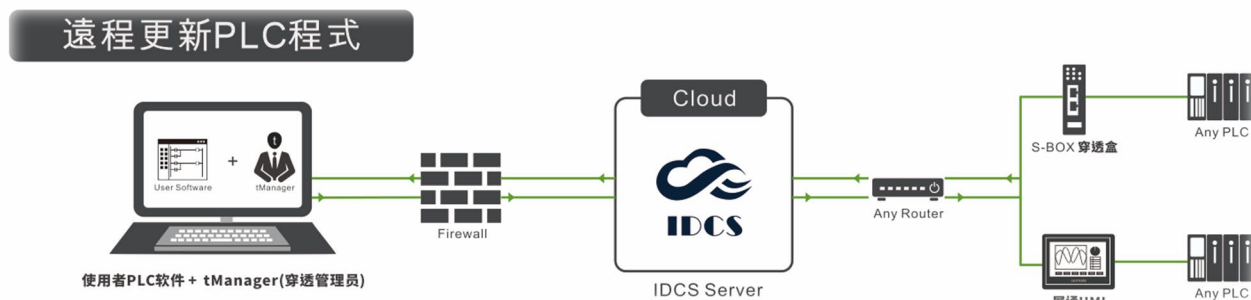 遠程更新PLC程式
User Software
+
t
tManager
使用者PLC软件 + tManager(穿透管理员)
Firewall
Cloud
IDCS
IDCS Server
Any Router
S-BOX 穿透盒
Any PLC
HMI
Any PLC